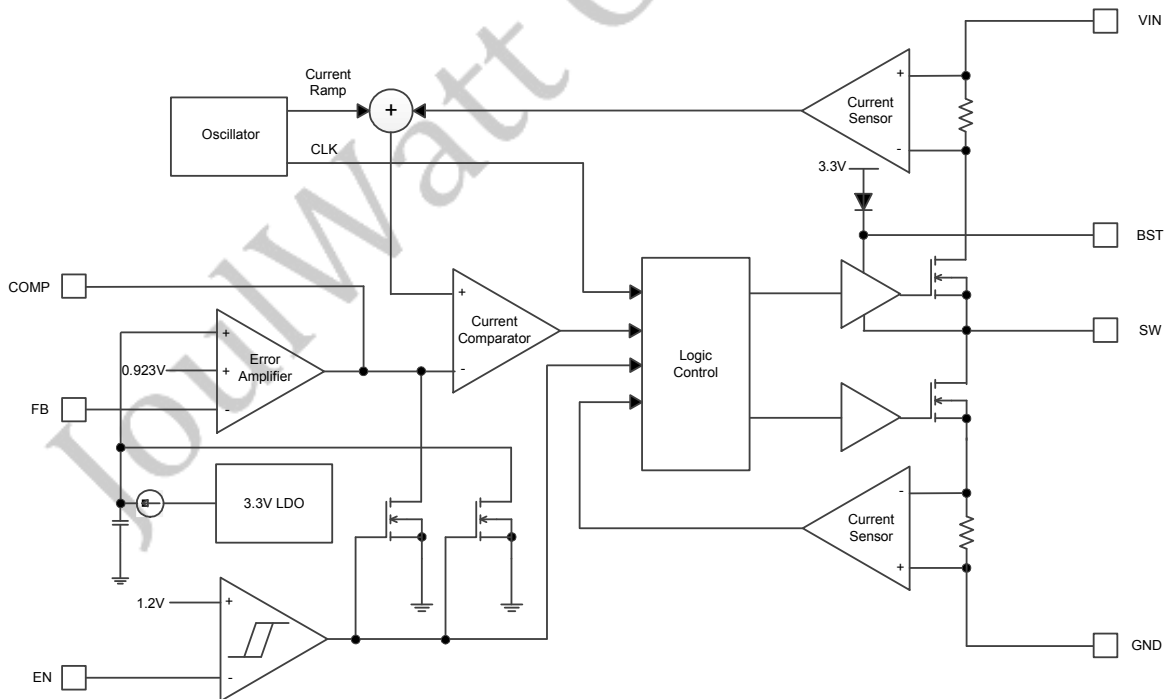 VIN
Current
Ramp
+
+
Current
Sensor
-
Oscillator
CLK
3.3V
BST
COMP
+
Current
Comparator
-
SW
+
Error
Amplifier
0.923V
+
-
FB
Logic
Control
3.3V LDO
-
Current
Sensor
+
1.2V
+
-
EN
GND
JoulWatt